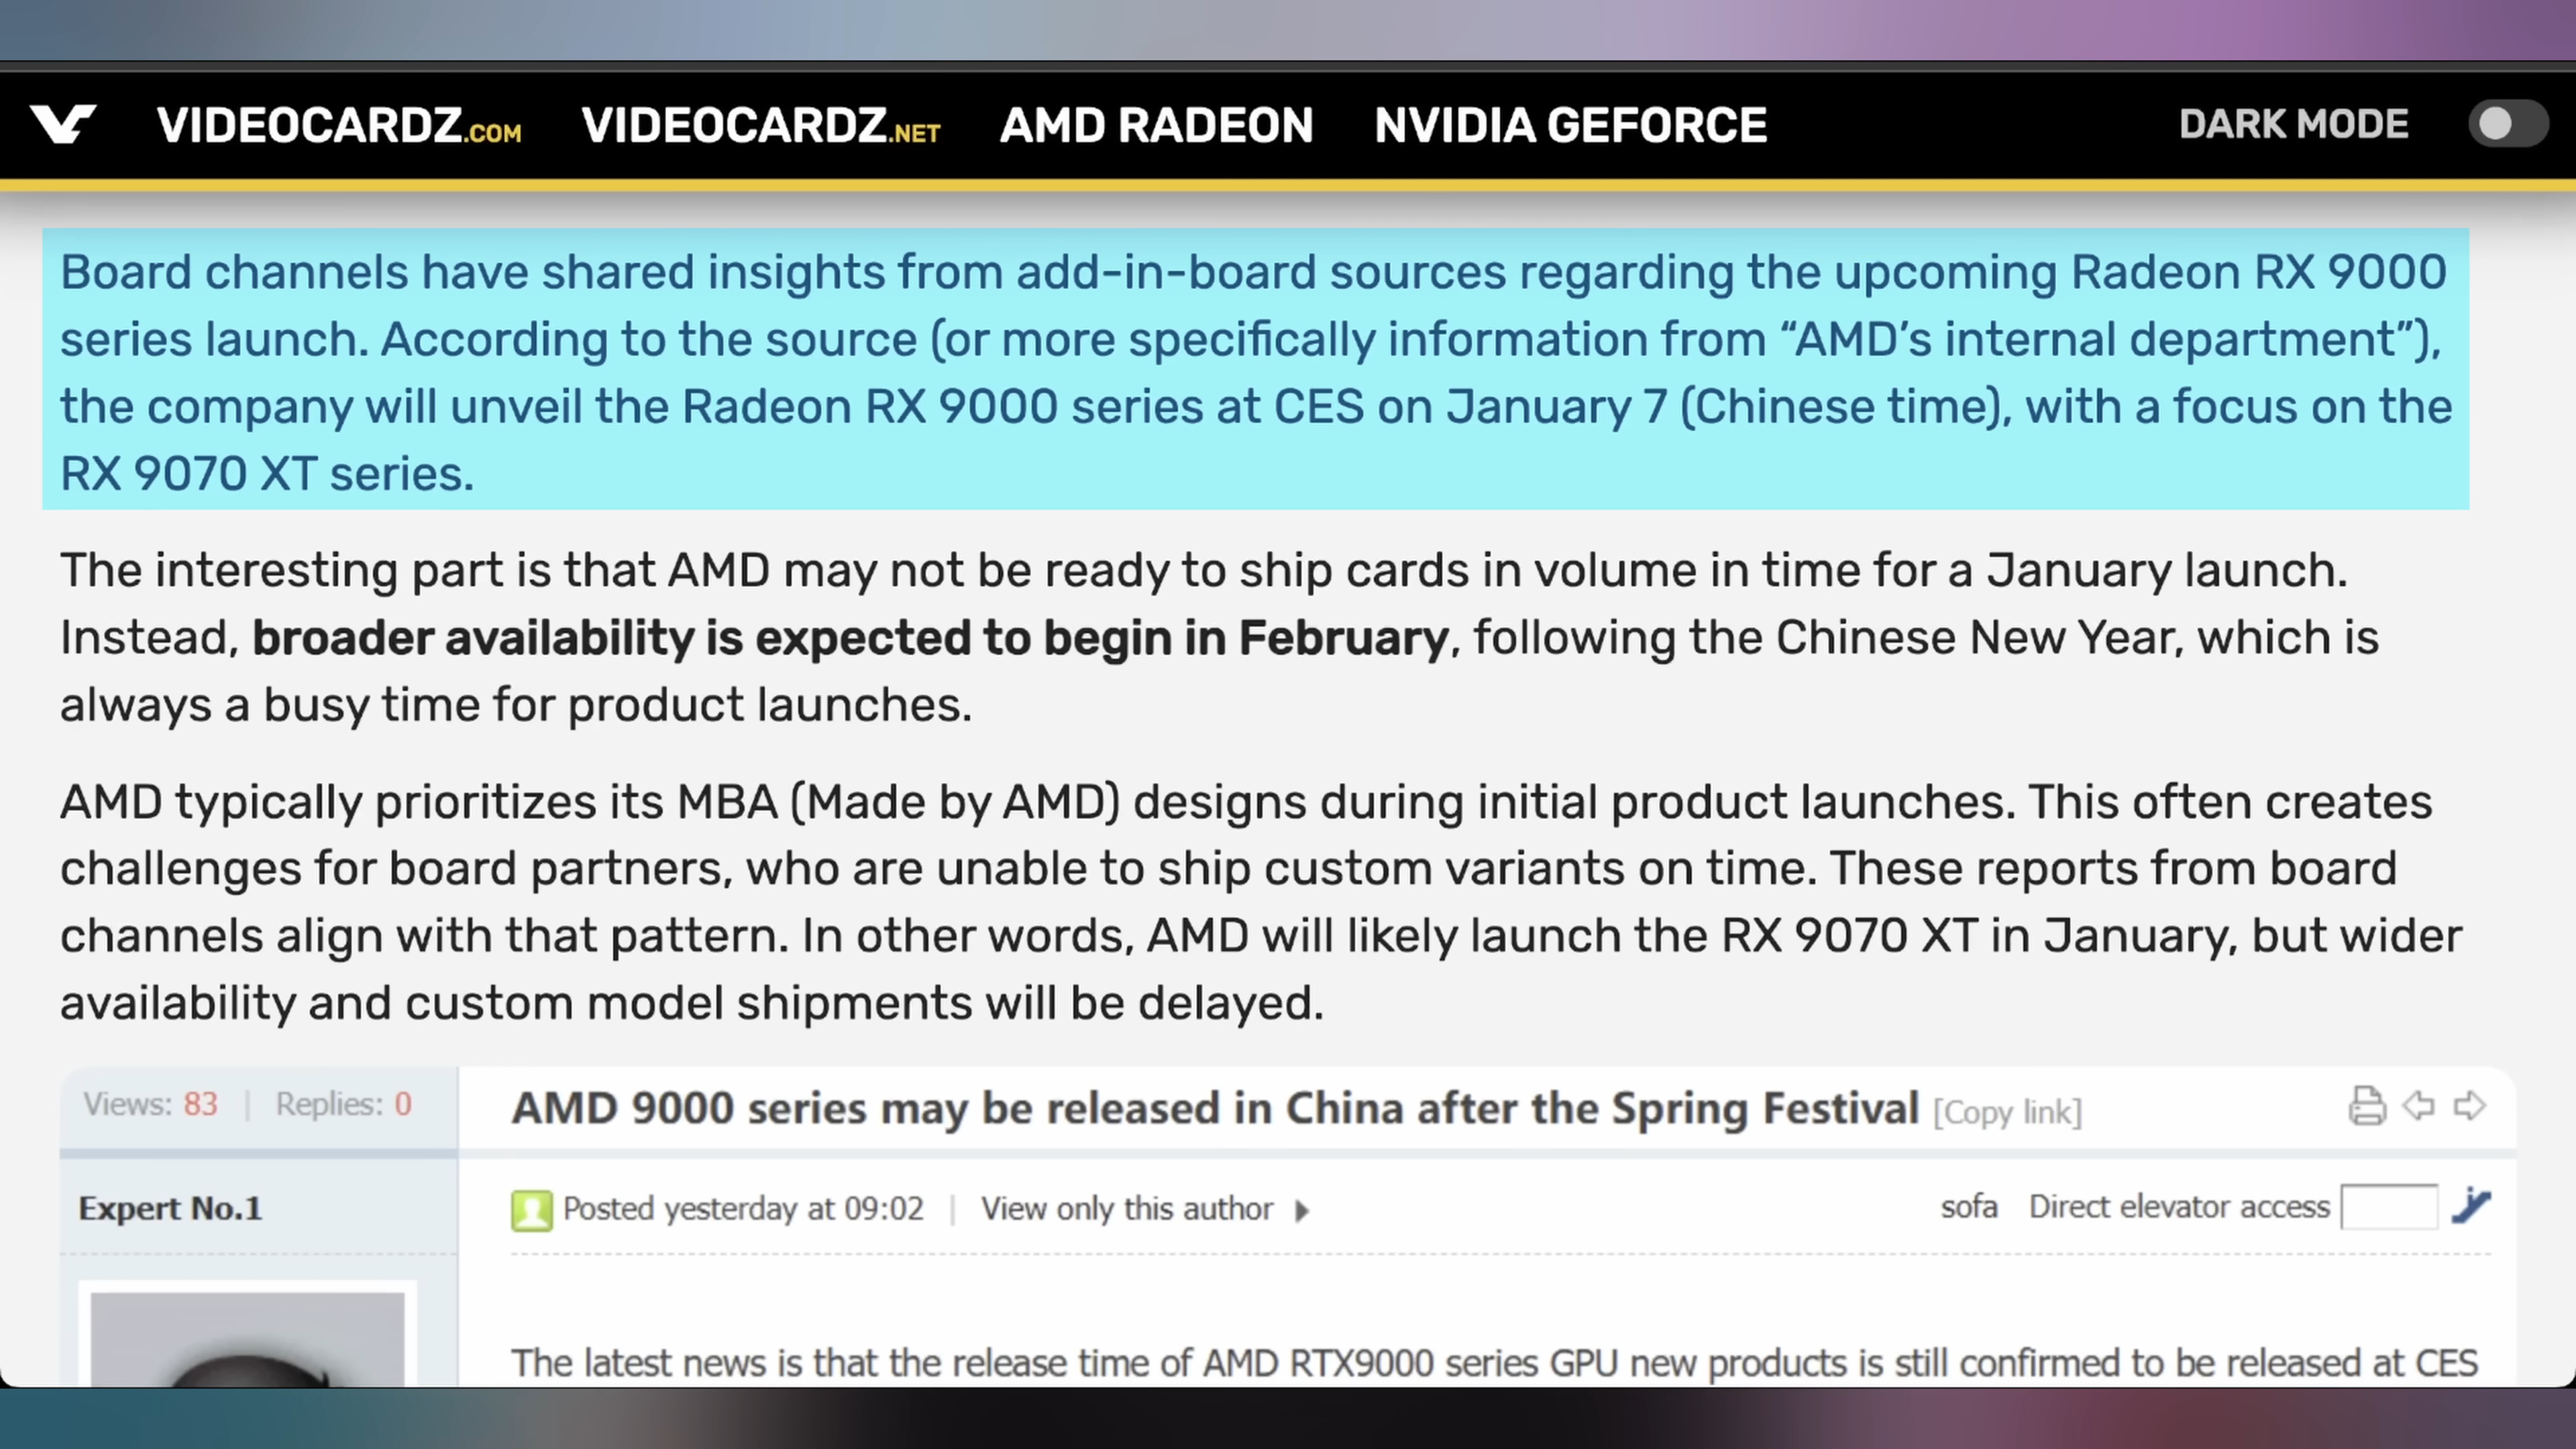 VIDEOCARDZ.COM VIDEOCARDZ.NET AMD RADEON NVIDIA GEFORCE DARK MODE
Board channels have shared insights from add-in-board sources regarding the upcoming Radeon RX 9000
series launch. According to the source (or more specifically information from “AMD’s internal department”),
the company will unveil the Radeon RX 9000 series at CES on January 7 (Chinese time), with a focus on the
RX 9070 XT series.
The interesting part is that AMD may not be ready to ship cards in volume in time for a January launch.
Instead, broader availability is expected to begin in February, following the Chinese New Year, which is
always a busy time for product launches.
AMD typically prioritizes its MBA (Made by AMD) designs during initial product launches. This often creates
challenges for board partners, who are unable to ship custom variants on time. These reports from board
channels align with that pattern. In other words, AMD will likely launch the RX 9070 XT in January, but wider
availability and custom model shipments will be delayed.
Views: 83 | Replies: 0 AMD 9000 series may be released in China after the Spring Festival [Copy link]
Expert No.1 Posted yesterday at 09:02 | View only this author sofa Direct elevator access
The latest news is that the release time of AMD RTX9000 series GPU new products is still confirmed to be released at CES